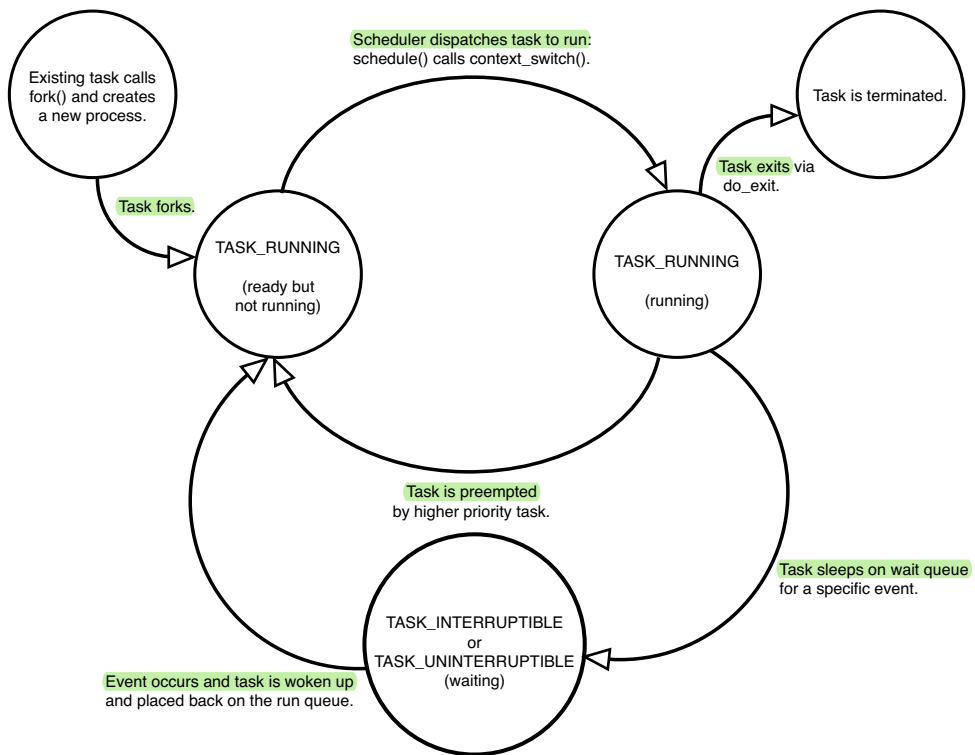 Existing task calls
fork() and creates
a new process.
Scheduler dispatches task to run:
schedule() calls context_switch().
Task is terminated.
Task forks.
Task exits via
do_exit.
TASK_RUNNING
(ready but
not running)
TASK_RUNNING
(running)
Task is preempted
by higher priority task.
Task sleeps on wait queue
for a specific event.
TASK_INTERRUPTIBLE
or
TASK_UNINTERRUPTIBLE
(waiting)
Event occurs and task is woken up
and placed back on the run queue.